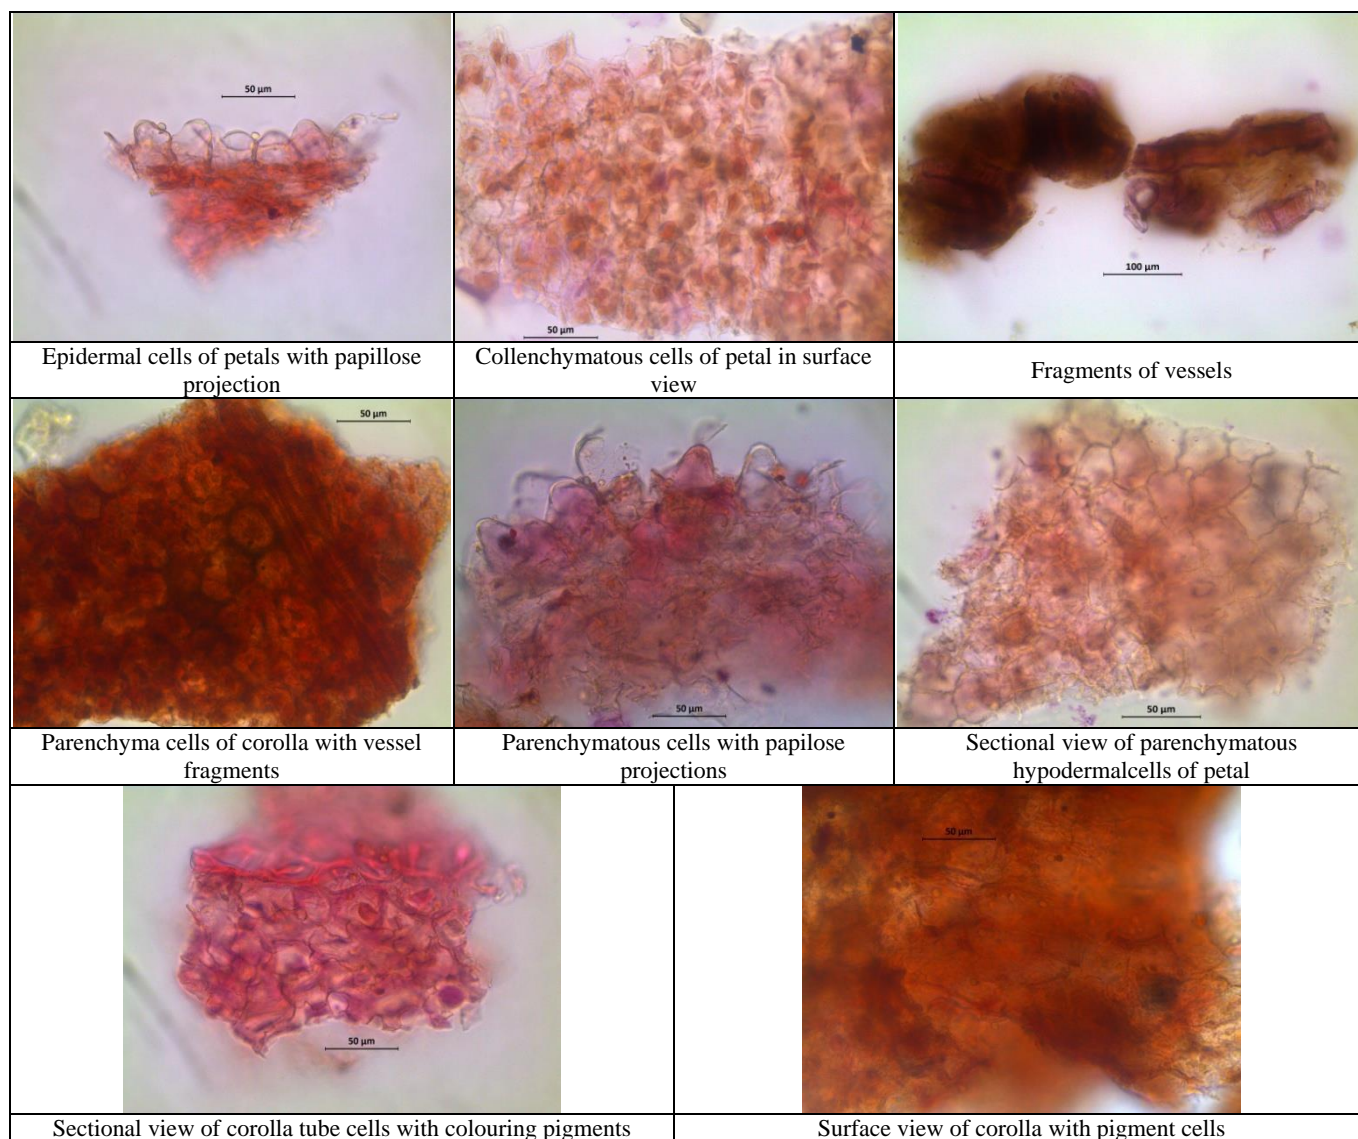 50 µm
50 µm
100 µm
Epidermal cells of petals with papillose
projection
Collenchymatous cells of petal in surface
view
Fragments of vessels
50 µm
50 µm
50 µm
Parenchyma cells of corolla with vessel
fragments
Parenchymatous cells with papilose
projections
Sectional view of parenchymatous
hypodermalcells of petal
50 µm
50 µm
Sectional view of corolla tube cells with colouring pigments
Surface view of corolla with pigment cells